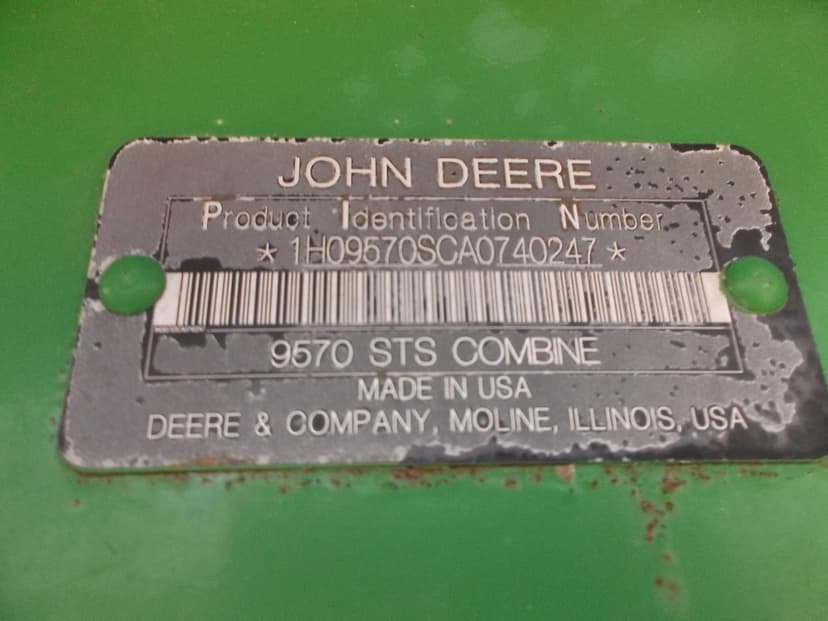 JOHN DEERE
Product Identification Number
* 1H09570SCA0740247 *
9570 STS COMBINE
MADE IN USA
DEERE & COMPANY, MOLINE, ILLINOIS, USA